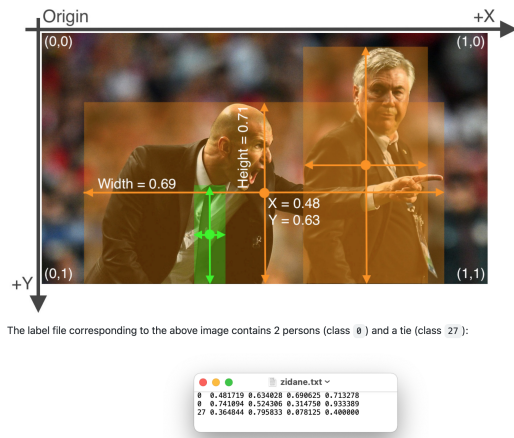 Origin
+X
(0,0)
(1,0)
Height = 0.71
Width = 0.69
X = 0.48
Y = 0.63
+Y
(0,1)
(1,1)
The label file corresponding to the above image contains 2 persons (class 0 ) and a tie (class 27 ):
zidane.txt
0 0.481719 0.634028 0.690625 0.713278
0 0.741094 0.524306 0.314750 0.933389
27 0.364844 0.795833 0.078125 0.400000